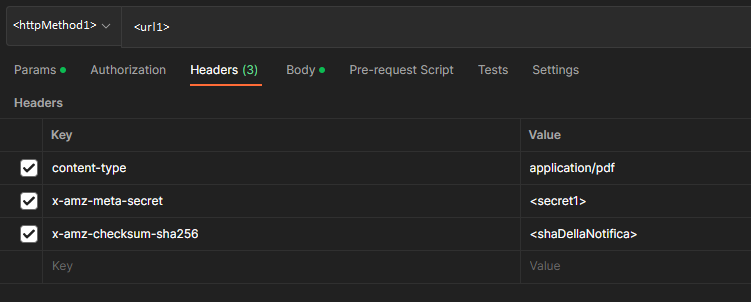 <httpMethod1> <url1>
Params Authorization Headers (3) Body Pre-request Script Tests Settings
Headers
Key Value
content-type application/pdf
x-amz-meta-secret <secret1>
x-amz-checksum-sha256 <shaDellaNotifica>
Key Value